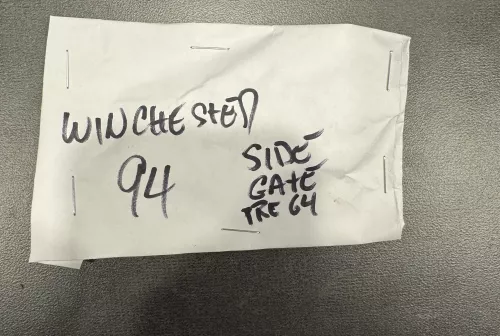 WINCHESTER
94
SIDE
GATE
PRE 64